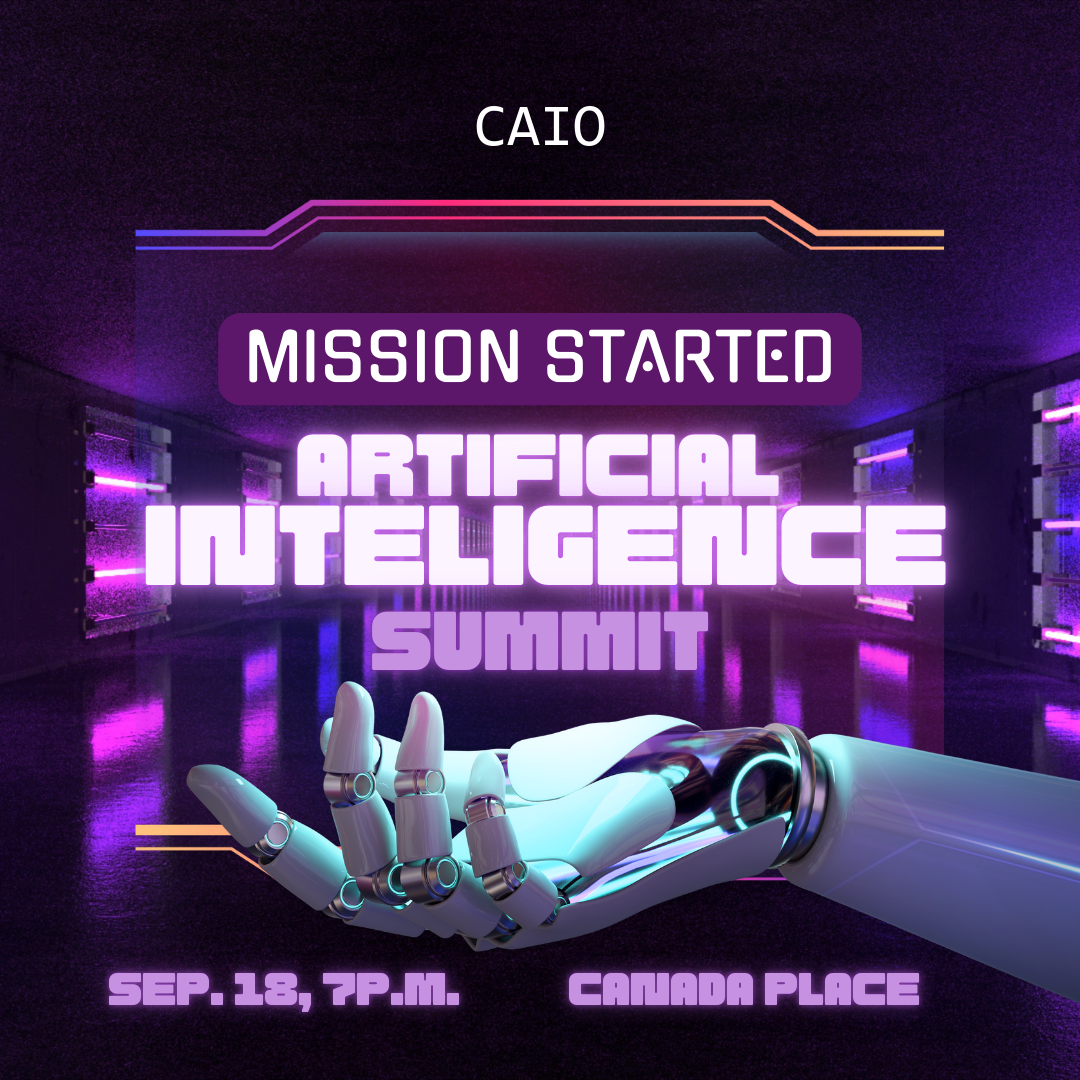 CAIO
MISSION STARTED
ARTIFICIAL
INTELIGENCE
SUMMIT
SEP. 18, 7P.M.
CANADA PLACE